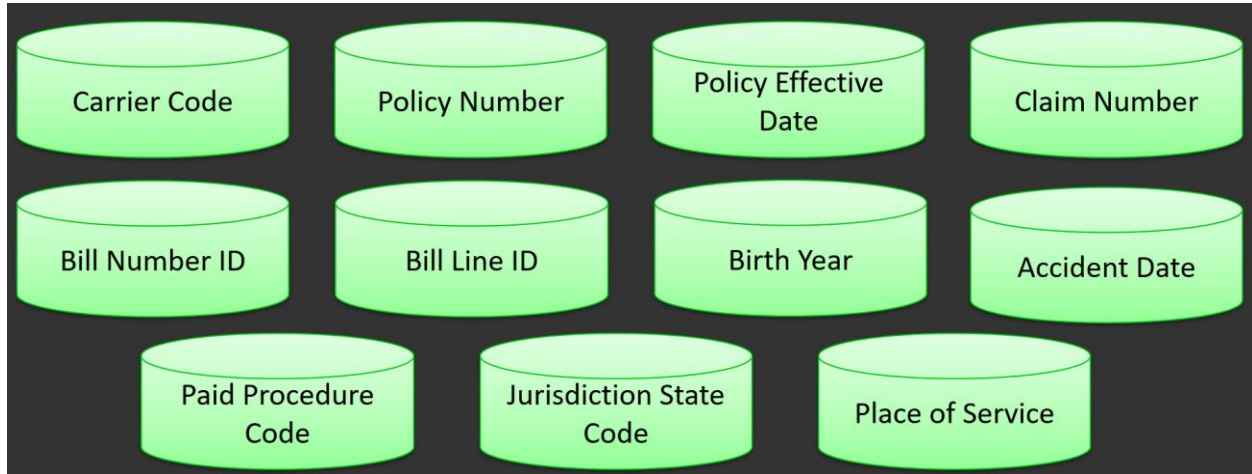 Carrier Code
Policy Number
Policy Effective
Date
Claim Number
Bill Number ID
Bill Line ID
Birth Year
Accident Date
Paid Procedure
Code
Jurisdiction State
Code
Place of Service